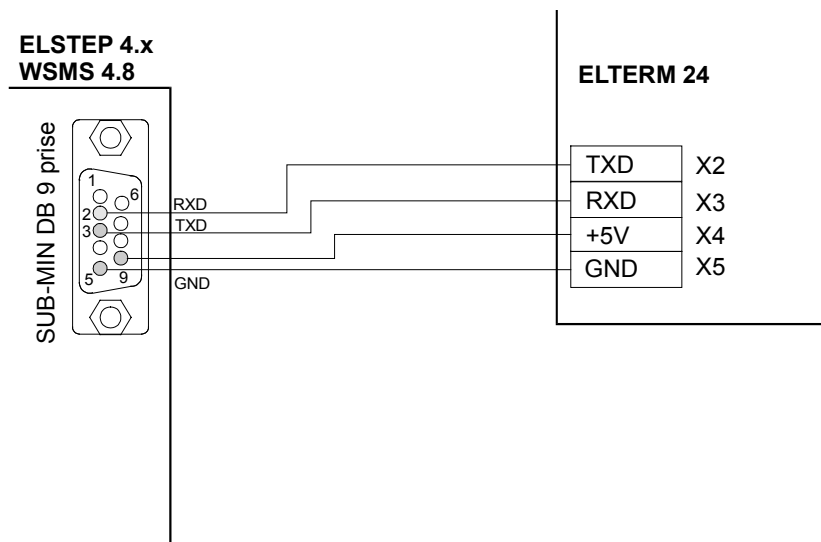 ELSTEP 4.x
WSMS 4.8
ELTERM 24
SUB-MIN DB 9 prise
1
6
2
3
5
9
RXD
TXD
GND
TXD X2
RXD X3
+5V X4
GND X5